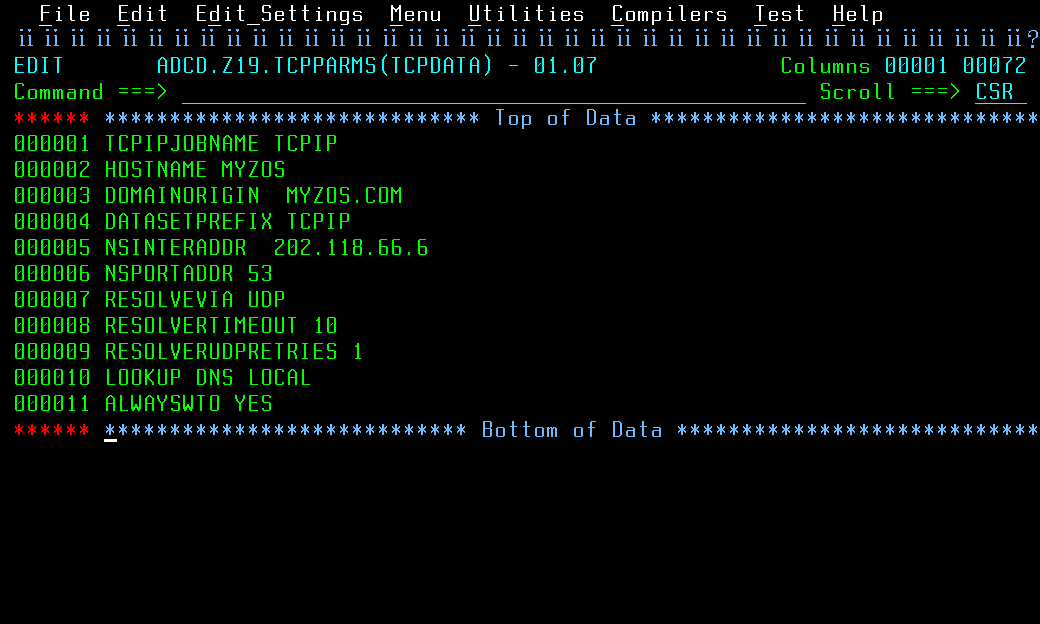 File Edit Edit_Settings Menu Utilities Compilers Test Help
ïï ïï ïï ïï ïï ïï ïï ïï ïï ïï ïï ïï ïï ïï ïï ïï ïï ïï ïï ïï ïï ïï ïï ïï ïï ïï ïï ïï ïï ïï ïï ïï ïï ïï ïï ïï ïï ïï ïï?
EDIT ADCD.Z19.TCPPARMS(TCPDATA) - 01.07 Columns 00001 00072
Command ===> Scroll ===> CSR
****** ***************************** Top of Data ******************************
000001 TCPIPJOBNAME TCPIP
000002 HOSTNAME MYZOS
000003 DOMAINORIGIN MYZOS.COM
000004 DATASETPREFIX TCPIP
000005 NSINTERADDR 202.118.66.6
000006 NSPORTADDR 53
000007 RESOLVEVIA UDP
000008 RESOLVERTIMEOUT 10
000009 RESOLVERUDPRETRIES 1
000010 LOOKUP DNS LOCAL
000011 ALWAYSWTO YES
****** **************************** Bottom of Data ****************************